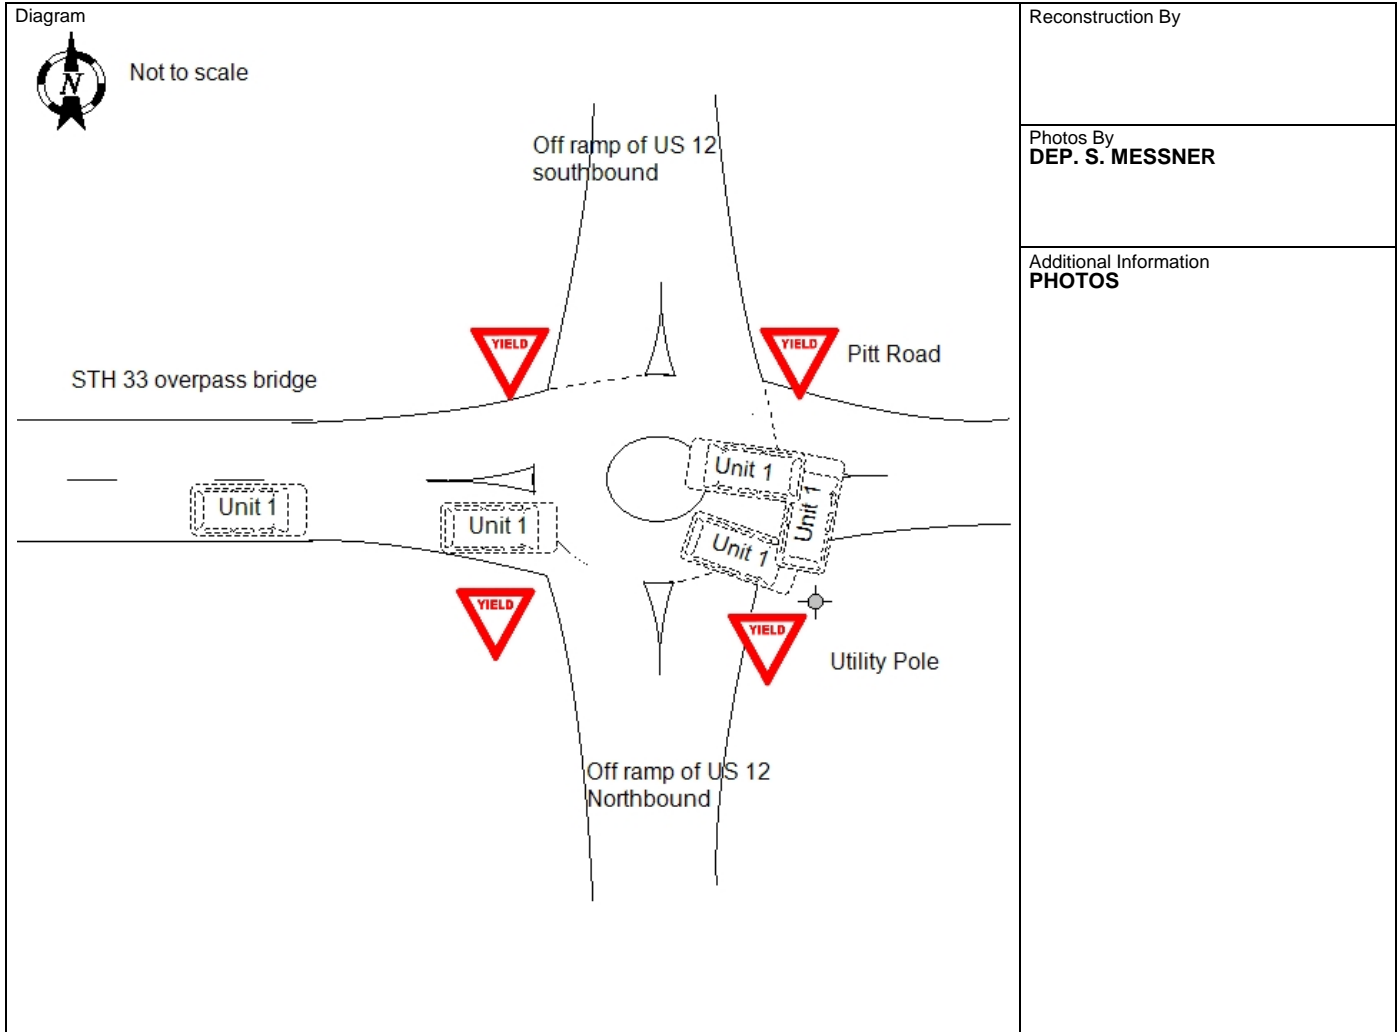 Diagram
N
Not to scale
Off ramp of US 12
southbound
YIELD
YIELD
Pitt Road
STH 33 overpass bridge
Unit 1
Unit 1
Unit 1
Unit 1
Unit 1
YIELD
YIELD
Utility Pole
Off ramp of US 12
Northbound
Reconstruction By
Photos By
DEP. S. MESSNER
Additional Information
PHOTOS